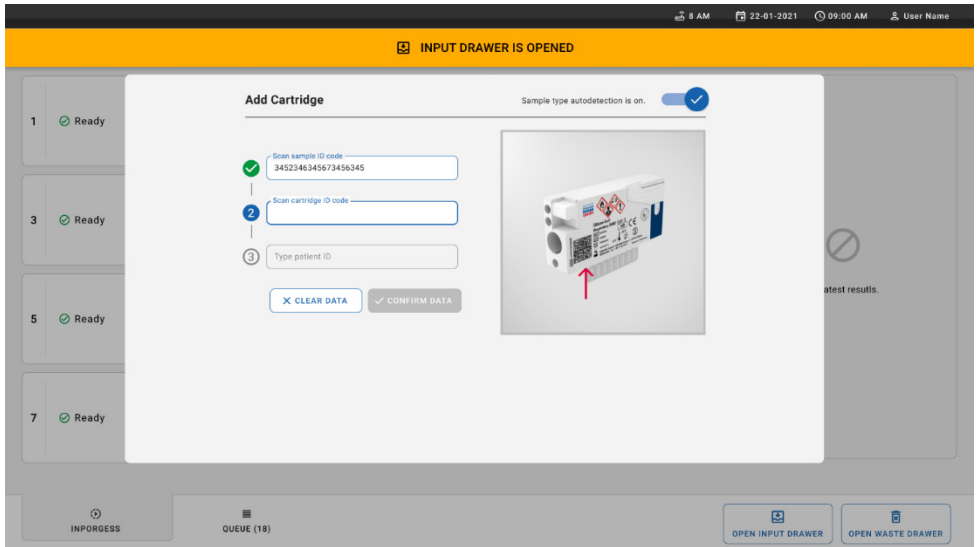 8 AM
22-01-2021
09:00 AM
User Name
INPUT DRAWER IS OPENED
Add Cartridge
Sample type autodetection is on.
1
Ready
Scan sample ID code
3452346345673456345
Scan cartridge ID code
2
3
Ready
3
Type patient ID
CLEAR DATA
CONFIRM DATA
atest resutls.
5
Ready
7
Ready
INPORGESS
QUEUE (18)
OPEN INPUT DRAWER
OPEN WASTE DRAWER